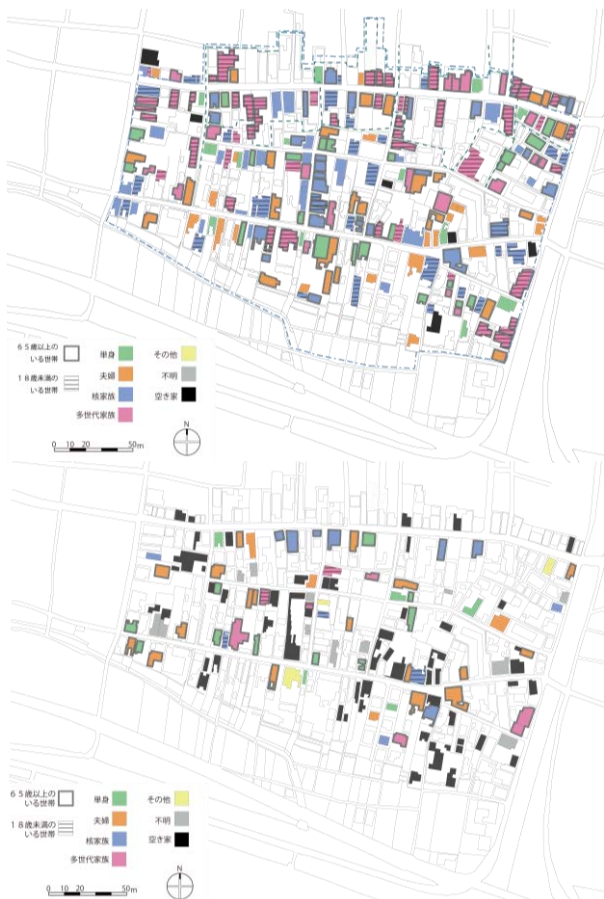 ６５歳以上の
いる世帯
１８歳未満の
いる世帯
単身
夫婦
核家族
多世代家族
その他
不明
空き家
N
0 10 20 50m
６５歳以上の
いる世帯
１８歳未満の
いる世帯
単身
夫婦
核家族
多世代家族
その他
不明
空き家
N
0 10 20 50m